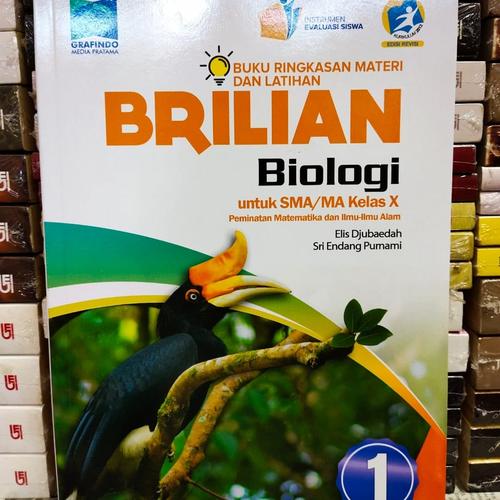 GRAFINDO
MEDIA PRATAMA
INSTRUMEN
EVALUASI SISWA
EDISI REVISI
BUKU RINGKASAN MATERI
DAN LATIHAN
BRILIAN
Biologi
untuk SMA/MA Kelas X
Peminatan Matematika dan Ilmu-Ilmu Alam
Elis Djubaedah
Sri Endang Purnami
1